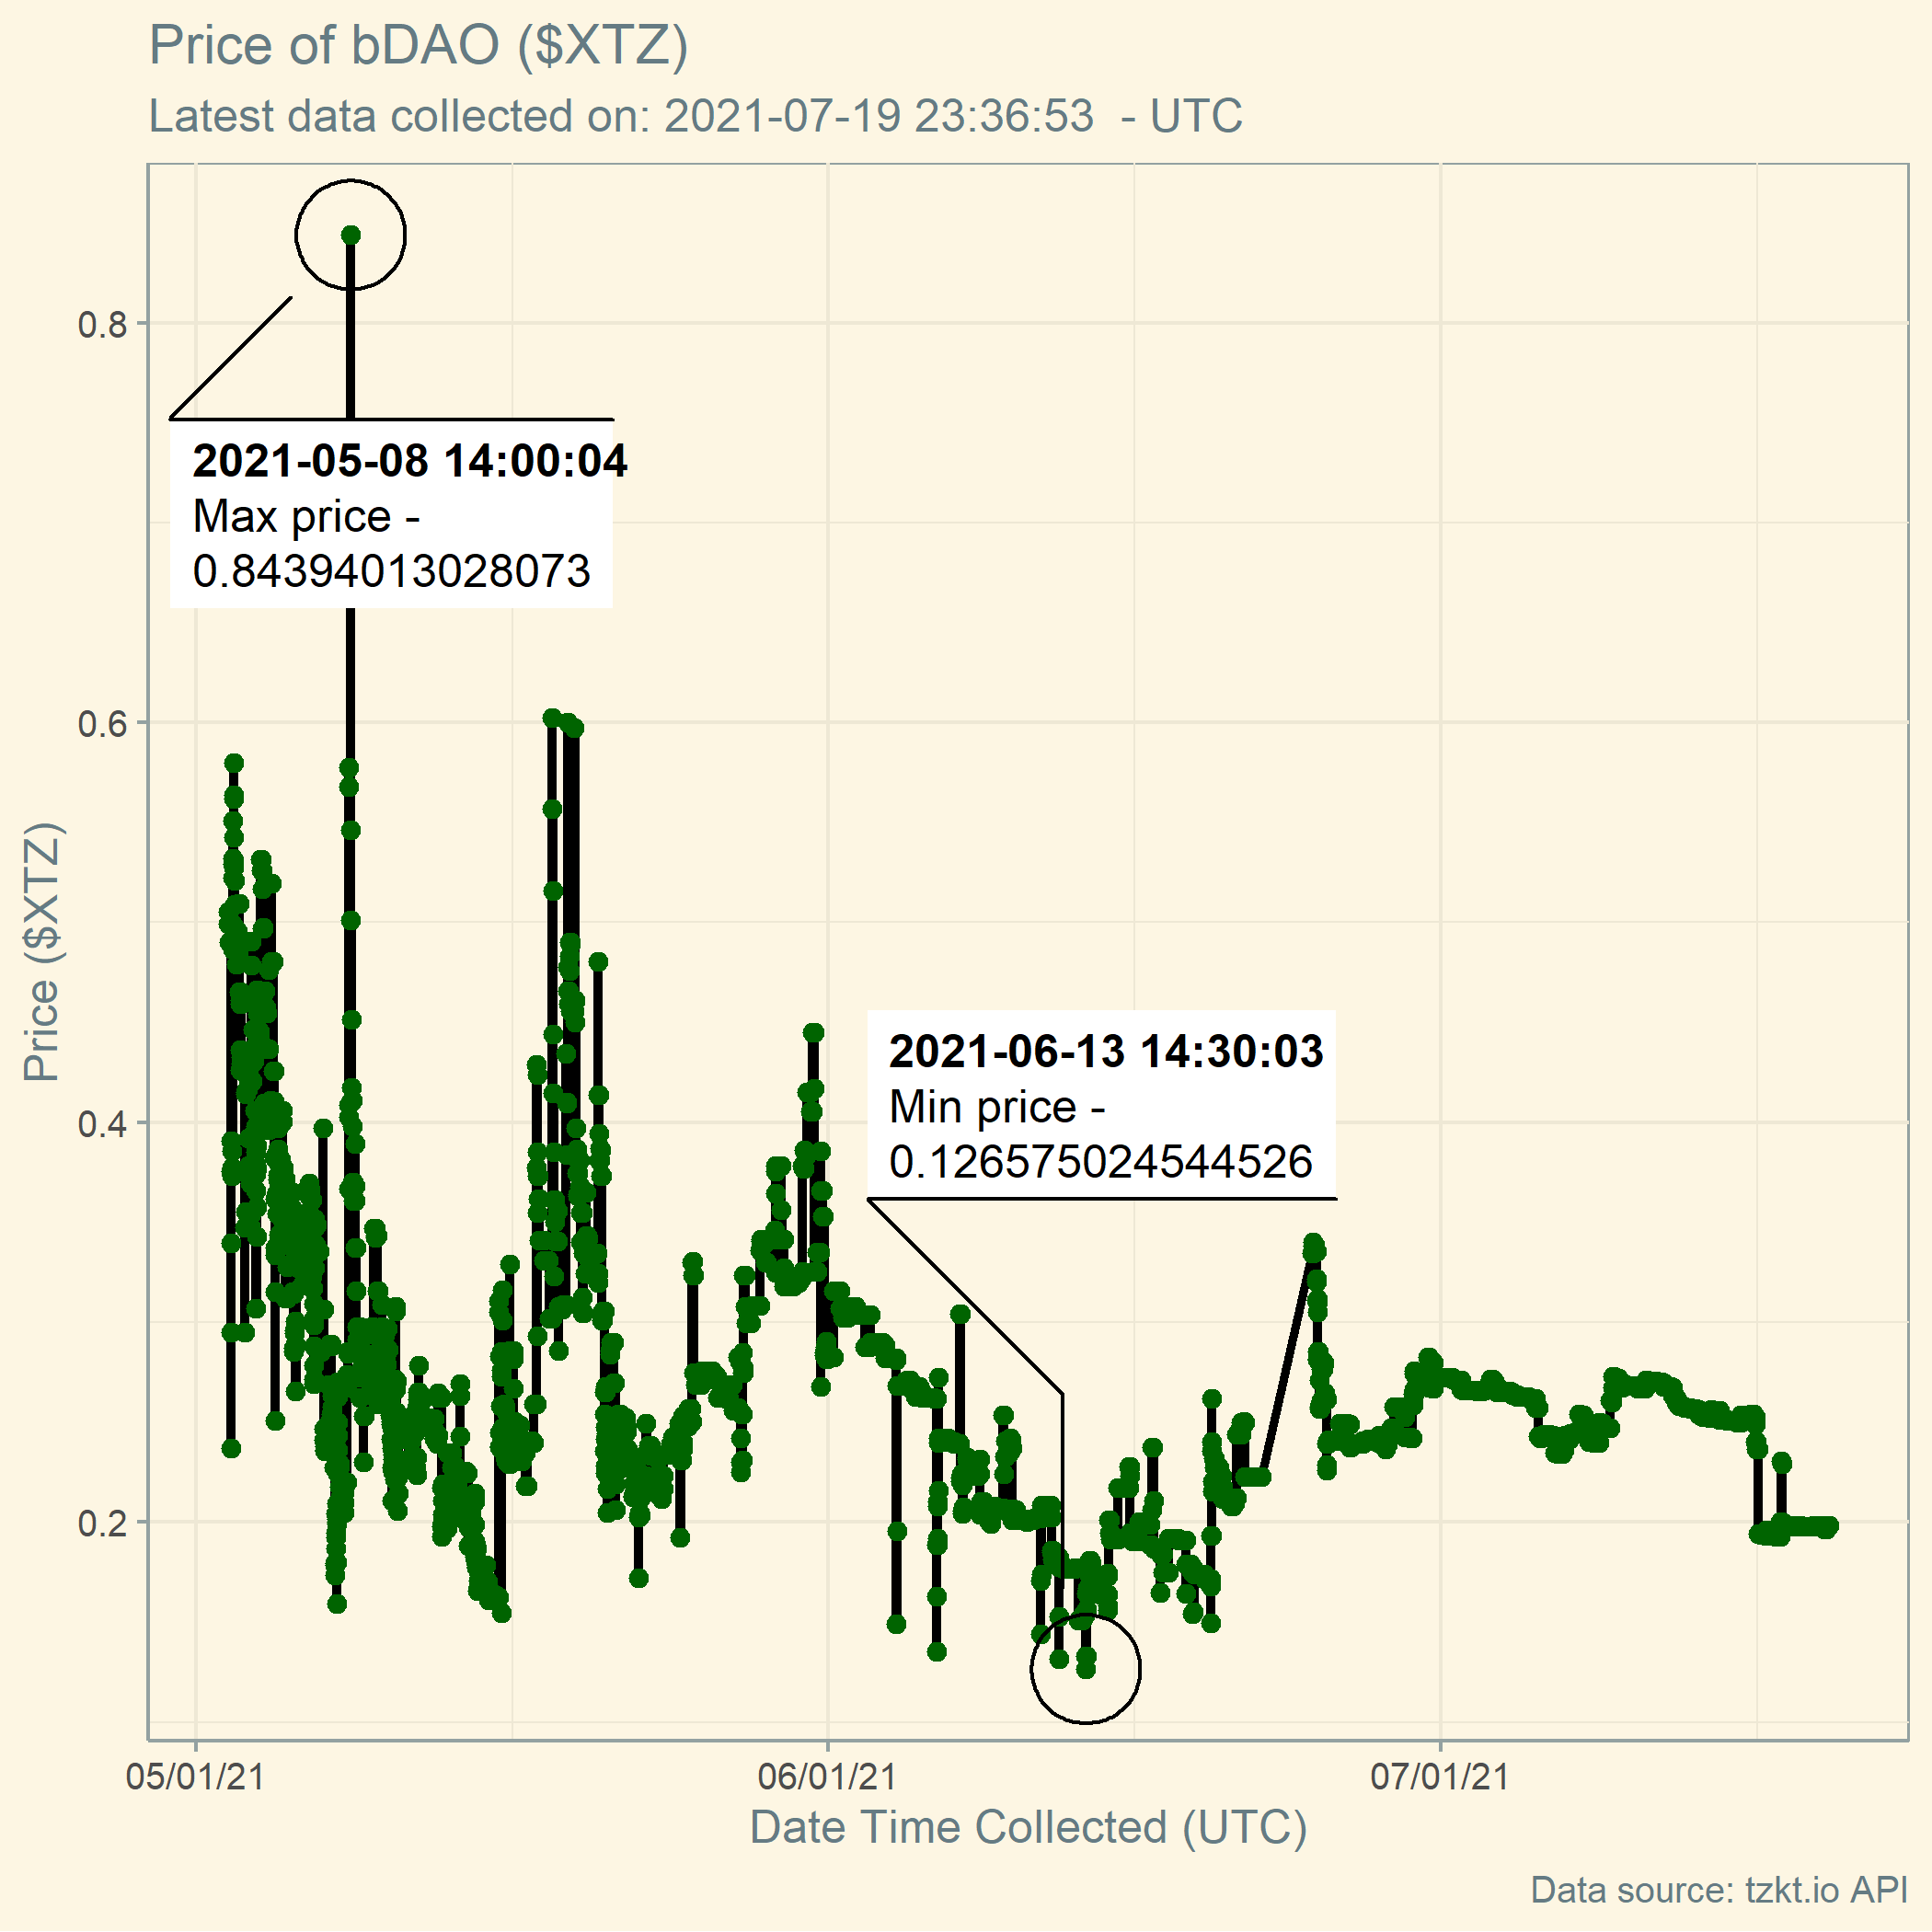 Price of bDAO ($XTZ)
Latest data collected on: 2021-07-19 23:36:53  - UTC
0.8
0.6
0.4
0.2
Price ($XTZ)
2021-05-08 14:00:04
Max price -
0.84394013028073
2021-06-13 14:30:03
Min price -
0.126575024544526
05/01/21
06/01/21
07/01/21
Date Time Collected (UTC)
Data source: tzkt.io API